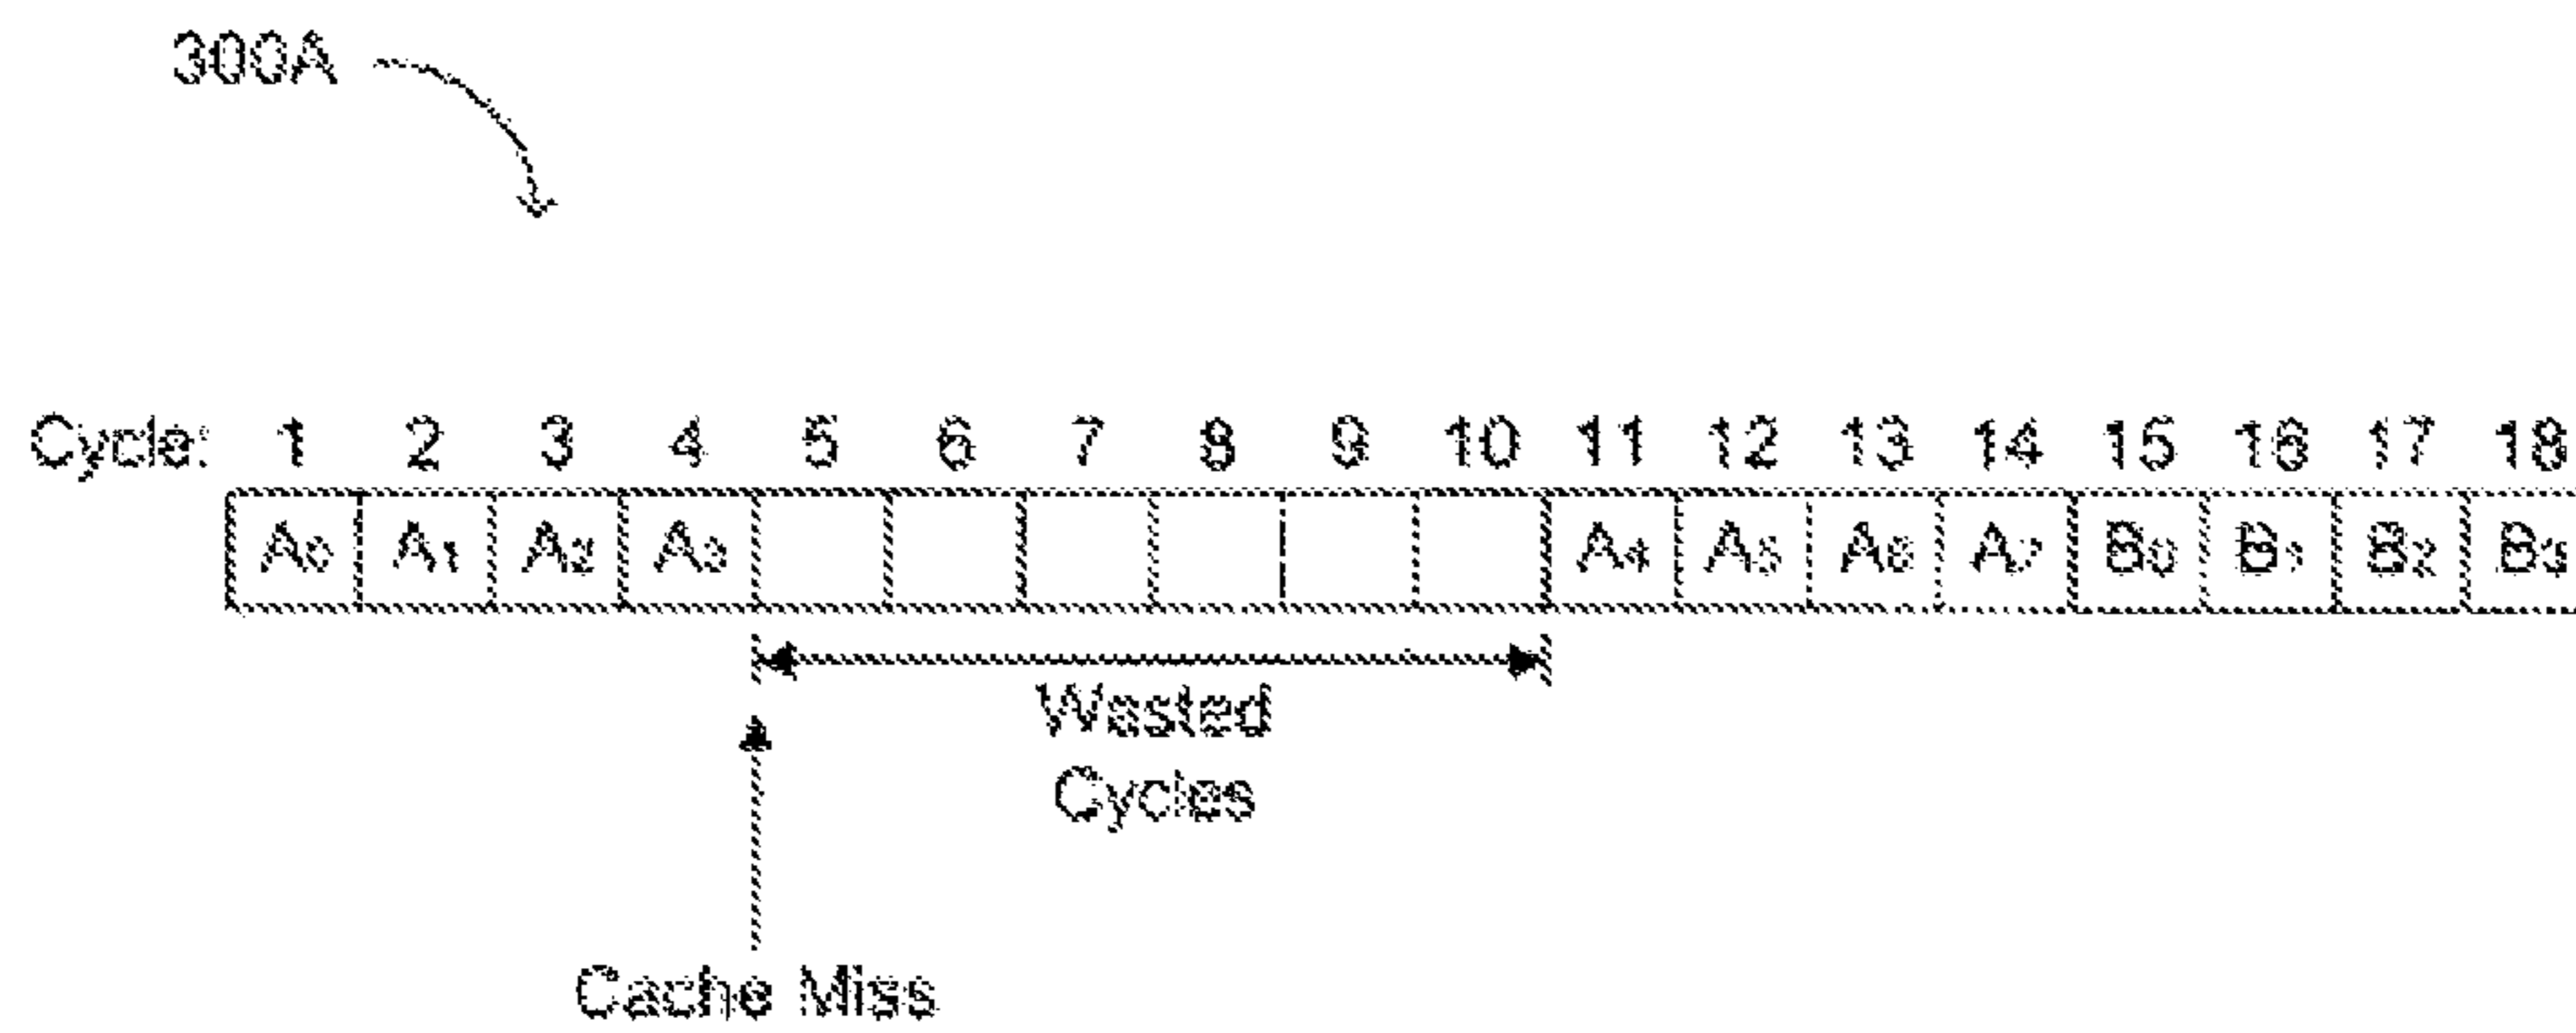 300A
Cycle: 1 2 3 4 5 6 7 8 9 10 11 12 13 14 15 16 17 18
A0 A1 A2 A3 A4 A5 A6 A7 B0 B1 B2 B3
Wasted
Cycles
Cache Miss